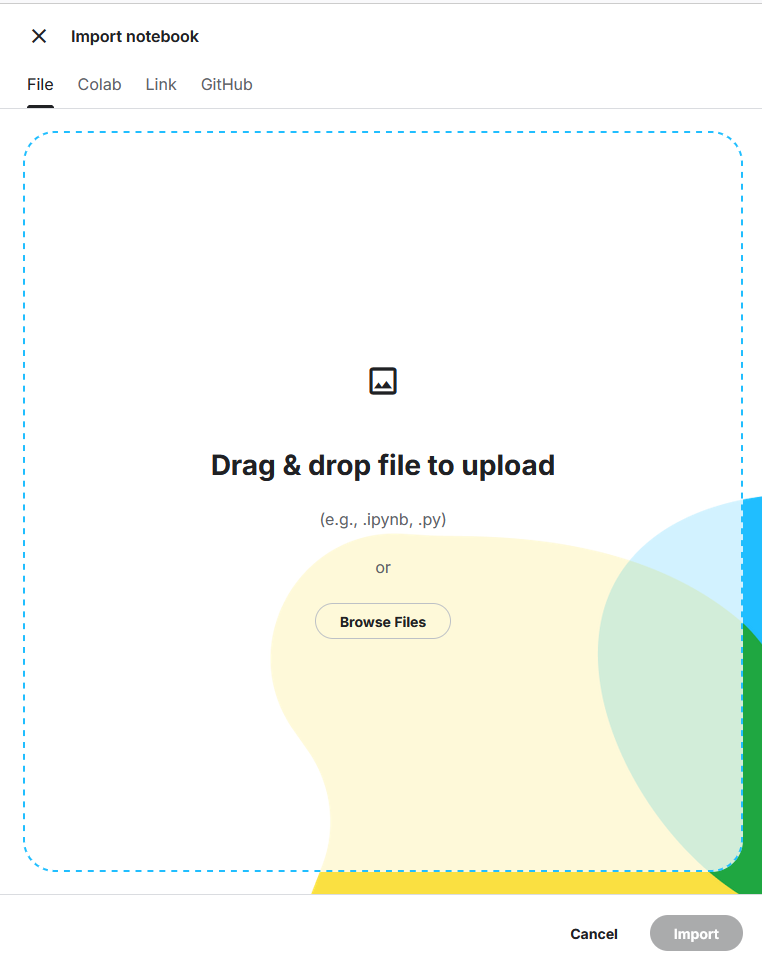 Import notebook
File Colab Link GitHub
Drag & drop file to upload
(e.g., .ipynb, .py)
or
Browse Files
Cancel Import